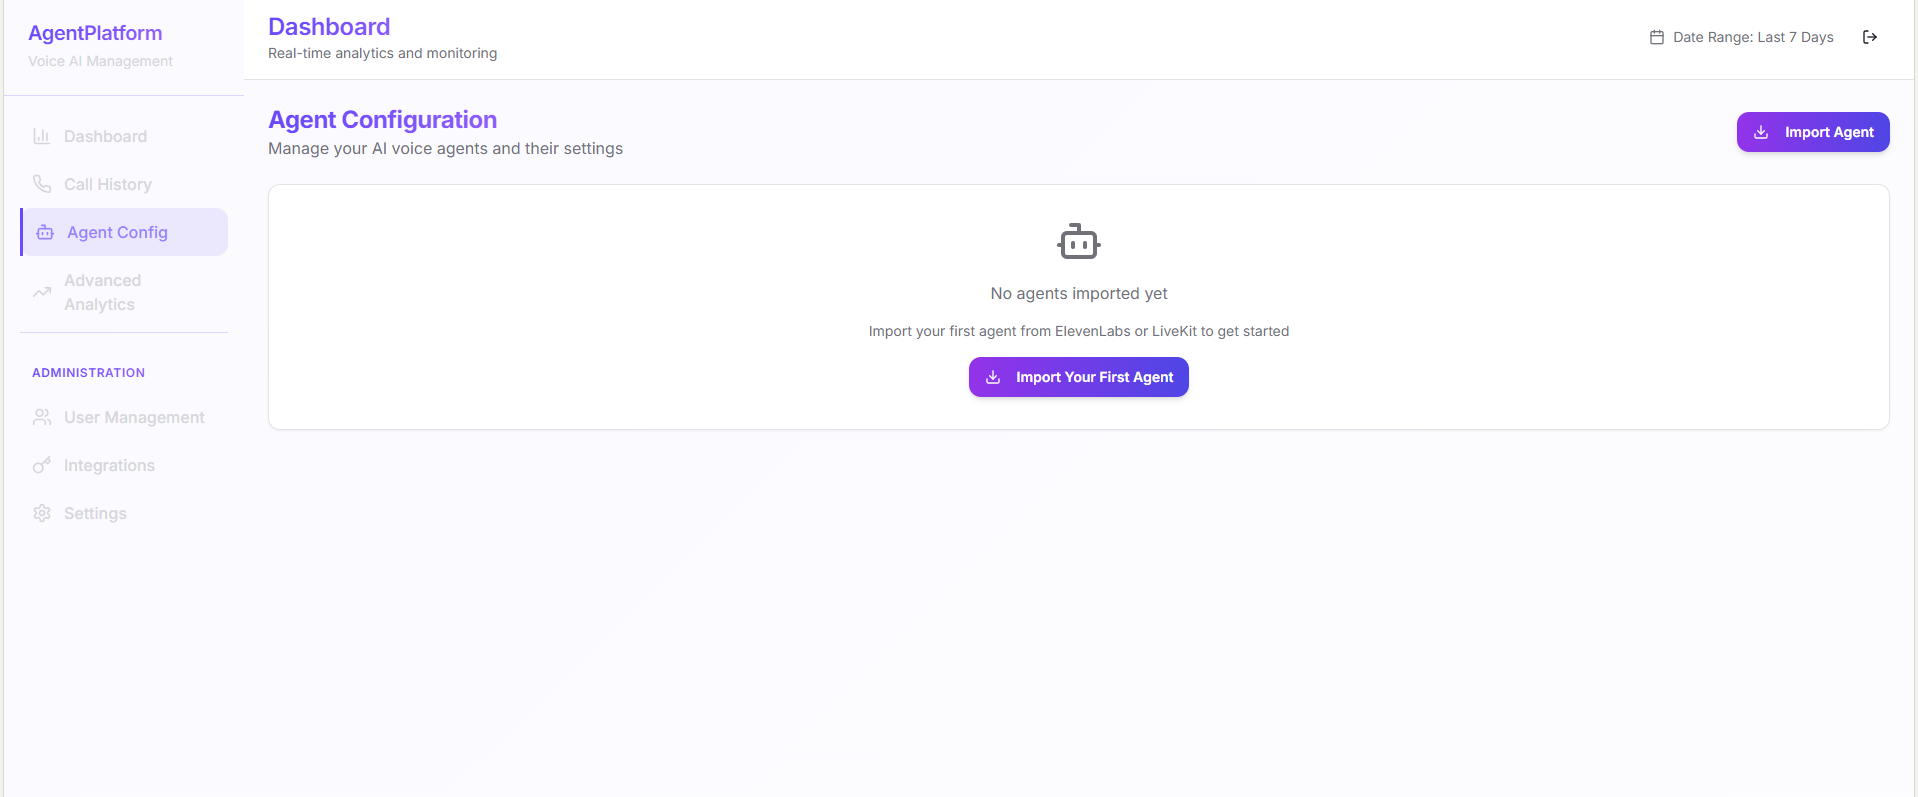 AgentPlatform
Voice AI Management
Dashboard
Call History
Agent Config
Advanced
Analytics
ADMINISTRATION
User Management
Integrations
Settings
Dashboard
Real-time analytics and monitoring
Date Range: Last 7 Days
Agent Configuration
Manage your AI voice agents and their settings
Import Agent
No agents imported yet
Import your first agent from ElevenLabs or LiveKit to get started
Import Your First Agent